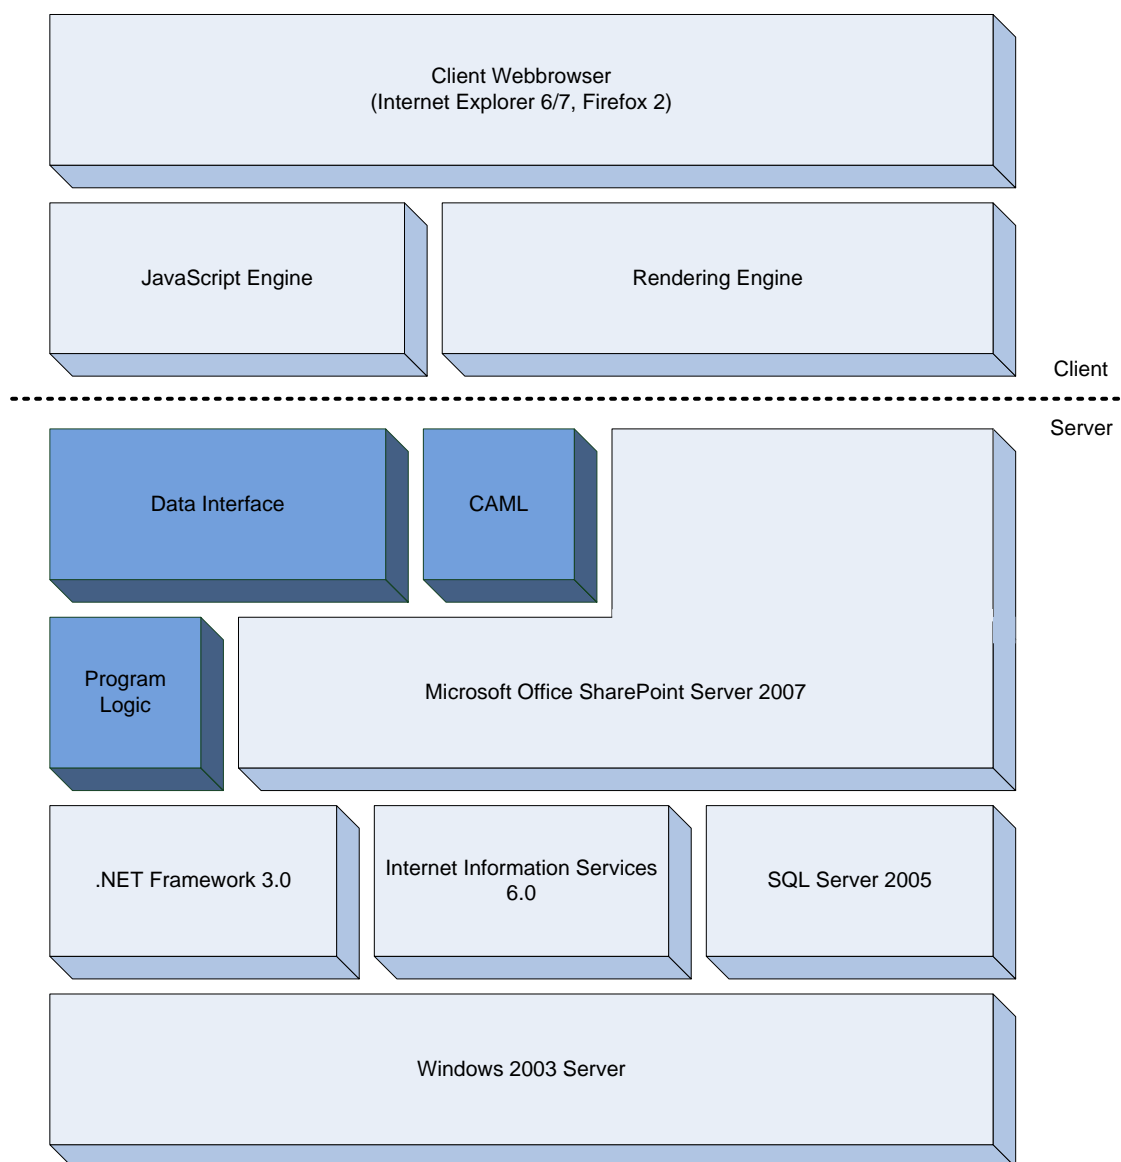 Client Webbrowser
(Internet Explorer 6/7, Firefox 2)
JavaScript Engine
Rendering Engine
Client
Server
Data Interface
CAML
Program
Logic
Microsoft Office SharePoint Server 2007
.NET Framework 3.0
Internet Information Services
6.0
SQL Server 2005
Windows 2003 Server